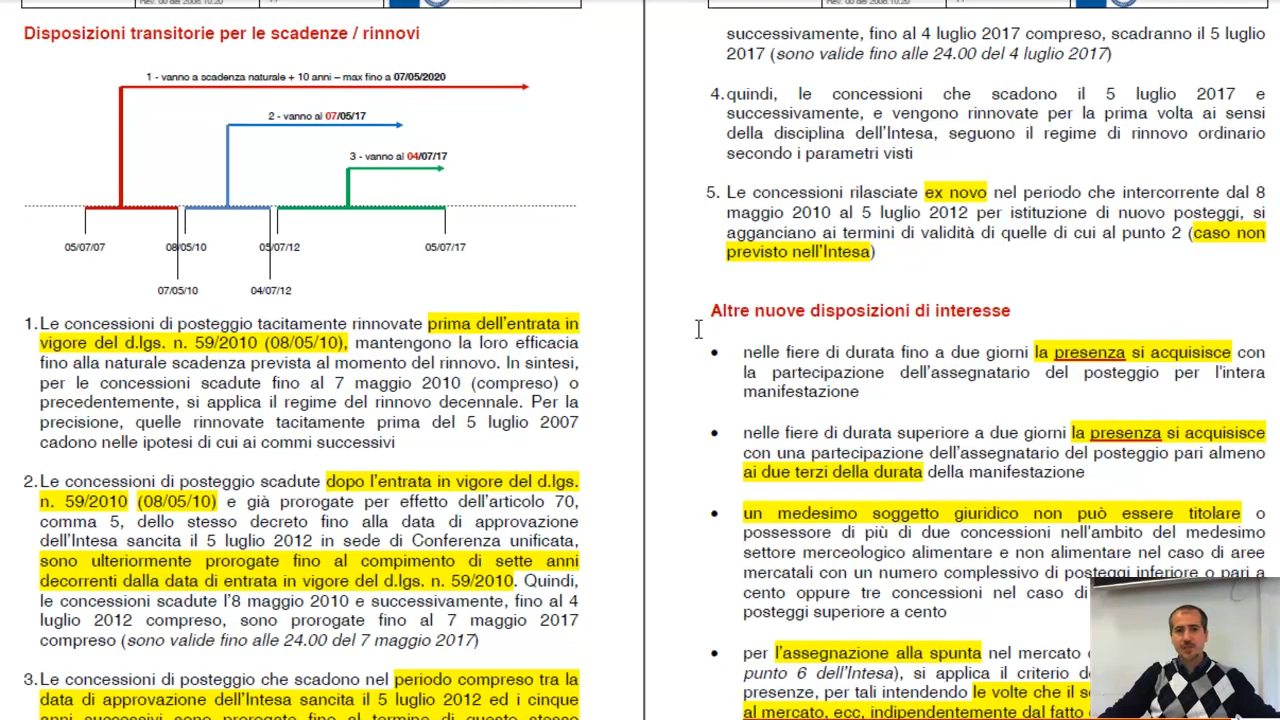 Rev. 00 del 2008.10.20
Disposizioni transitorie per le scadenze / rinnovi
1 - vanno a scadenza naturale + 10 anni – max fino a 07/05/2020
2 - vanno al 07/05/17
3 - vanno al 04/07/17
05/07/07
08/05/10
05/07/12
05/07/17
07/05/10
04/07/12
1. Le concessioni di posteggio tacitamente rinnovate prima dell'entrata in
vigore del d.lgs. n. 59/2010 (08/05/10), mantengono la loro efficacia
fino alla naturale scadenza prevista al momento del rinnovo. In sintesi,
per le concessioni scadute fino al 7 maggio 2010 (compreso) o
precedentemente, si applica il regime del rinnovo decennale. Per la
precisione, quelle rinnovate tacitamente prima del 5 luglio 2007
cadono nelle ipotesi di cui ai commi successivi
2. Le concessioni di posteggio scadute dopo l'entrata in vigore del d.lgs.
n. 59/2010 (08/05/10) e già prorogate per effetto dell'articolo 70,
comma 5, dello stesso decreto fino alla data di approvazione
dell'Intesa sancita il 5 luglio 2012 in sede di Conferenza unificata,
sono ulteriormente prorogate fino al compimento di sette anni
decorrenti dalla data di entrata in vigore del d.lgs. n. 59/2010. Quindi,
le concessioni scadute l'8 maggio 2010 e successivamente, fino al 4
luglio 2012 compreso, sono prorogate fino al 7 maggio 2017
compreso (sono valide fino alle 24.00 del 7 maggio 2017)
3. Le concessioni di posteggio che scadono nel periodo compreso tra la
data di approvazione dell'Intesa sancita il 5 luglio 2012 ed i cinque
anni successivi sono prorogate fino al termine di questo stesso
Rev. 00 del 2008.10.20
successivamente, fino al 4 luglio 2017 compreso, scadranno il 5 luglio
2017 (sono valide fino alle 24.00 del 4 luglio 2017)
4. quindi, le concessioni che scadono il 5 luglio 2017 e
successivamente, e vengono rinnovate per la prima volta ai sensi
della disciplina dell'Intesa, seguono il regime di rinnovo ordinario
secondo i parametri visti
5. Le concessioni rilasciate ex novo nel periodo che intercorrente dal 8
maggio 2010 al 5 luglio 2012 per istituzione di nuovo posteggi, si
agganciano ai termini di validità di quelle di cui al punto 2 (caso non
previsto nell'Intesa)
Altre nuove disposizioni di interesse
• nelle fiere di durata fino a due giorni la presenza si acquisisce con
la partecipazione dell'assegnatario del posteggio per l'intera
manifestazione
• nelle fiere di durata superiore a due giorni la presenza si acquisisce
con una partecipazione dell'assegnatario del posteggio pari almeno
ai due terzi della durata della manifestazione
• un medesimo soggetto giuridico non può essere titolare o
possessore di più di due concessioni nell'ambito del medesimo
settore merceologico alimentare e non alimentare nel caso di aree
mercatali con un numero complessivo di posteggi inferiore o pari a
cento oppure tre concessioni nel caso di
posteggi superiore a cento
• per l'assegnazione alla spunta nel mercato
punto 6 dell'Intesa), si applica il criterio
presenze, per tali intendendo le volte che il
al mercato, ecc, indipendentemente dal fatto